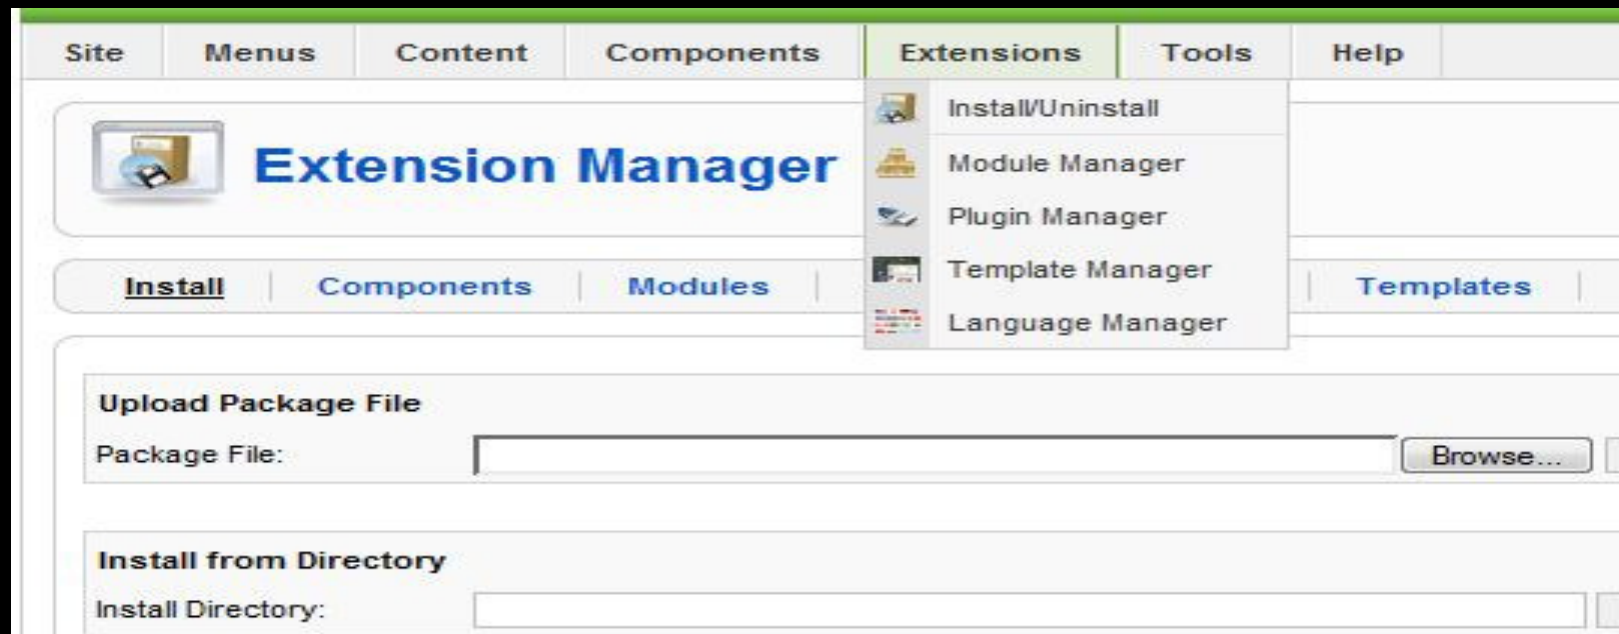 Site Menus Content Components Extensions Tools Help
Install/Uninstall
Extension Manager
Module Manager
Plugin Manager
Template Manager
Language Manager
Install Components Modules Templates
Upload Package File
Package File: Browse...
Install from Directory
Install Directory: